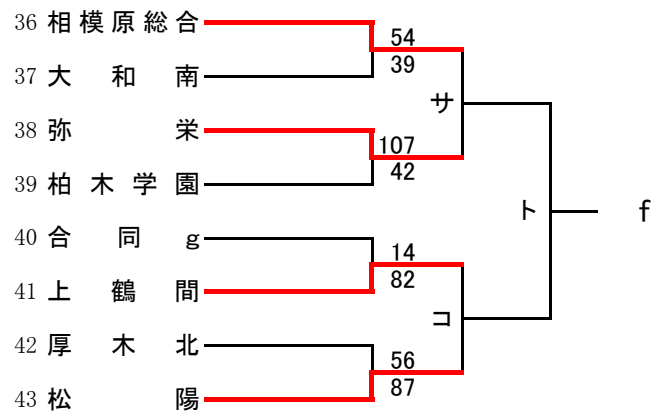 36 相模原総合
54
39
37 大和南
サ
38 弥栄
107
42
39 柏木学園
ト f
40 合同g
14
82
41 上鶴間
コ
42 厚木北
56
87
43 松陽